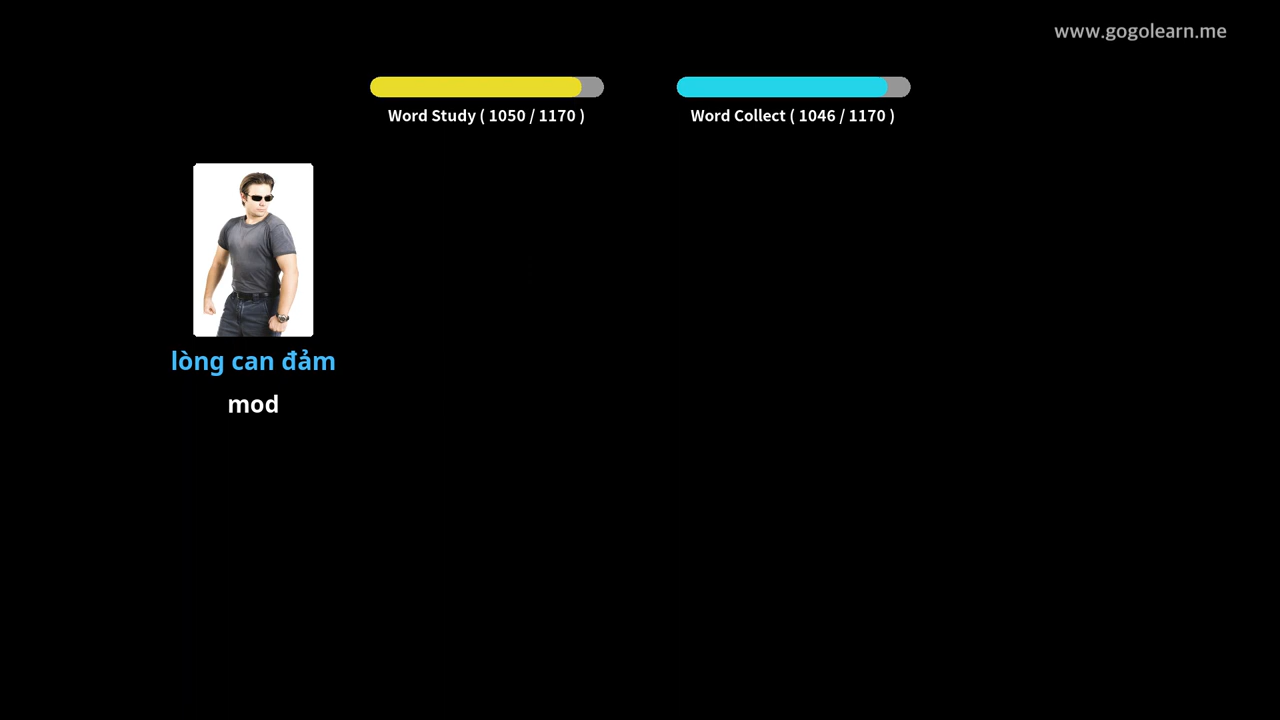 www.gogolearn.me
Word Study ( 1050 / 1170 )
Word Collect ( 1046 / 1170 )
lòng can đảm
mod